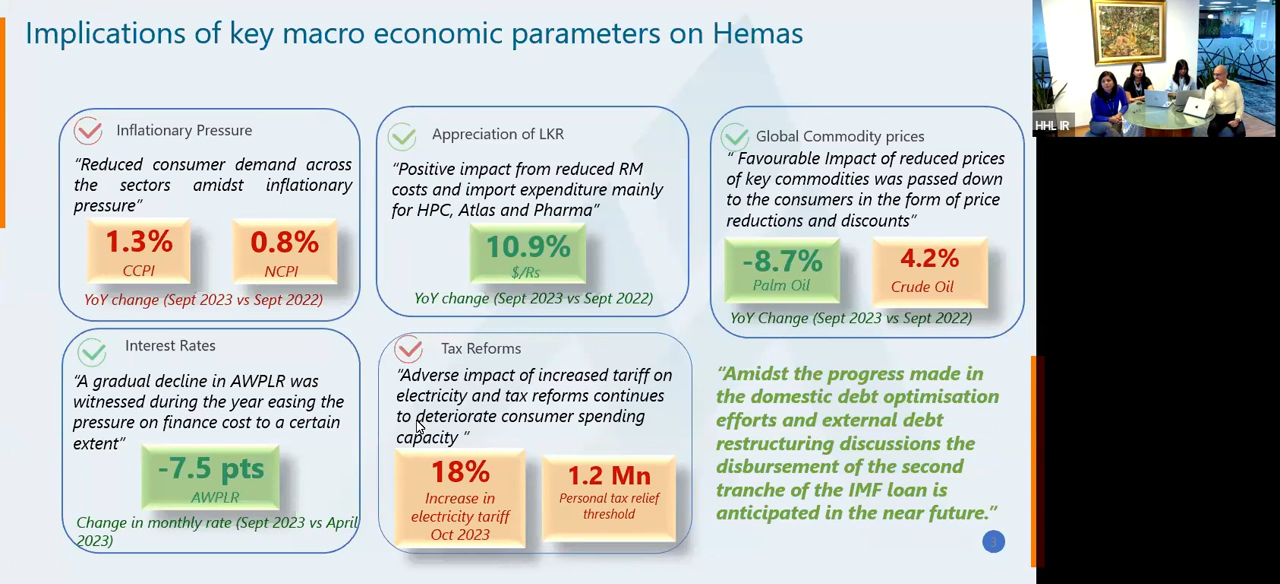 Implications of key macro economic parameters on Hemas
HHL IR
Inflationary Pressure
“Reduced consumer demand across
the sectors amidst inflationary
pressure”
1.3%
CCPI
0.8%
NCPI
YoY change (Sept 2023 vs Sept 2022)
Appreciation of LKR
“Positive impact from reduced RM
costs and import expenditure mainly
for HPC, Atlas and Pharma”
10.9%
$/Rs
YoY change (Sept 2023 vs Sept 2022)
Global Commodity prices
“ Favourable Impact of reduced prices
of key commodities was passed down
to the consumers in the form of price
reductions and discounts”
-8.7%
Palm Oil
4.2%
Crude Oil
YoY Change (Sept 2023 vs Sept 2022)
Interest Rates
“A gradual decline in AWPLR was
witnessed during the year easing the
pressure on finance cost to a certain
extent”
-7.5 pts
AWPLR
Change in monthly rate (Sept 2023 vs April
2023)
Tax Reforms
“Adverse impact of increased tariff on
electricity and tax reforms continues
to deteriorate consumer spending
capacity ”
18%
Increase in
electricity tariff
Oct 2023
1.2 Mn
Personal tax relief
threshold
“Amidst the progress made in
the domestic debt optimisation
efforts and external debt
restructuring discussions the
disbursement of the second
tranche of the IMF loan is
anticipated in the near future.”
3